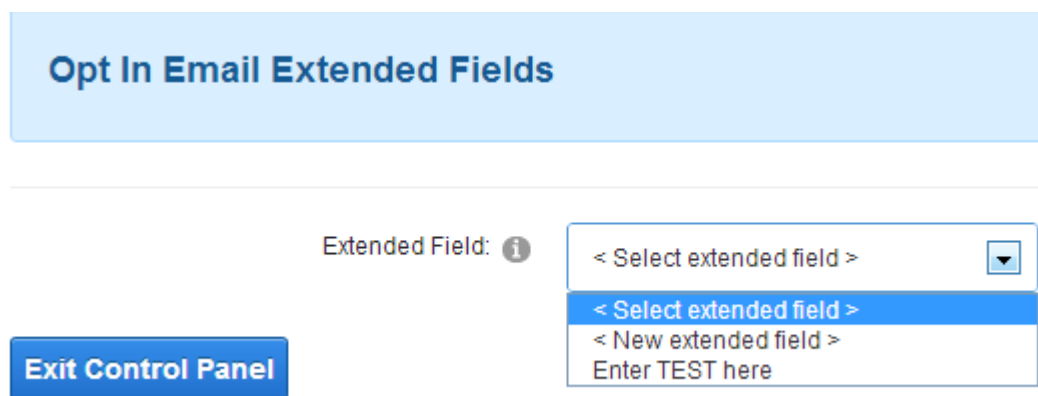 Opt In Email Extended Fields
Extended Field:
< Select extended field >
< Select extended field >
< New extended field >
Enter TEST here
Exit Control Panel